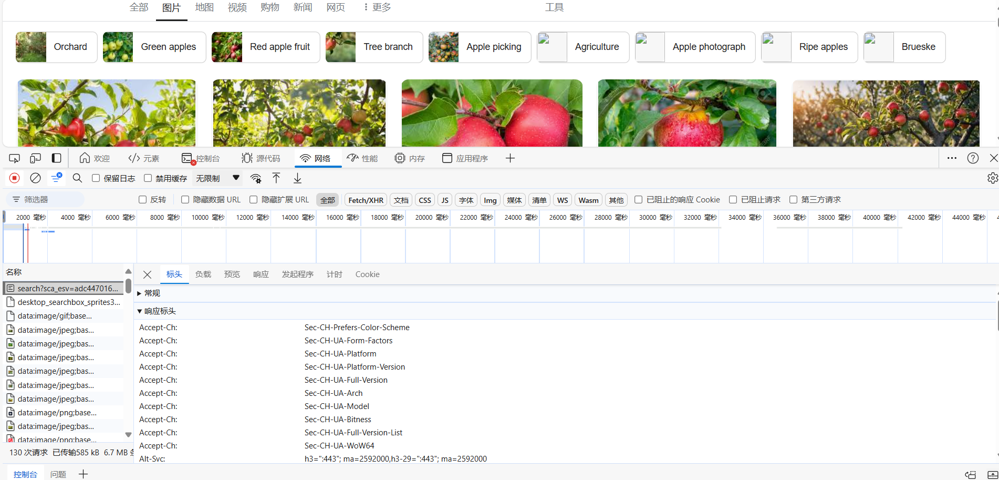 全部 图片 地图 视频 购物 新闻 网页 更多 工具
Orchard Green apples Red apple fruit Tree branch Apple picking Agriculture Apple photograph Ripe apples Brueske
欢迎 元素 控制台 源代码 网络 性能 内存 应用程序
保留日志 禁用缓存 无限制
筛选器 反转 隐藏数据 URL 隐藏扩展 URL 全部 Fetch/XHR 文档 CSS JS 字体 Img 媒体 清单 WS Wasm 其他 已阻止的响应 Cookie 已阻止请求 第三方请求
2000 毫秒 4000 毫秒 6000 毫秒 8000 毫秒 10000 毫秒 12000 毫秒 14000 毫秒 16000 毫秒 18000 毫秒 20000 毫秒 22000 毫秒 24000 毫秒 26000 毫秒 28000 毫秒 30000 毫秒 32000 毫秒 34000 毫秒 36000 毫秒 38000 毫秒 40000 毫秒 42000 毫秒 44000 毫秒
名称
search?sca_esv=adc447016...
desktop_searchbox_sprites3...
data:image/gif;base...
data:image/jpeg;bas...
data:image/jpeg;bas...
data:image/jpeg;bas...
data:image/jpeg;bas...
data:image/jpeg;bas...
data:image/jpeg;bas...
data:image/png;base...
data:image/jpeg;bas...
data:image/png;base...
130 次请求 已传输585 kB 6.7 MB
标头 负载 预览 响应 发起程序 计时 Cookie
常规
响应标头
Accept-Ch: Sec-CH-Prefers-Color-Scheme
Accept-Ch: Sec-CH-UA-Form-Factors
Accept-Ch: Sec-CH-UA-Platform
Accept-Ch: Sec-CH-UA-Platform-Version
Accept-Ch: Sec-CH-UA-Full-Version
Accept-Ch: Sec-CH-UA-Arch
Accept-Ch: Sec-CH-UA-Model
Accept-Ch: Sec-CH-UA-Bitness
Accept-Ch: Sec-CH-UA-Full-Version-List
Accept-Ch: Sec-CH-UA-WoW64
Alt-Svc: h3=":443"; ma=2592000,h3-29=":443"; ma=2592000
控制台 问题